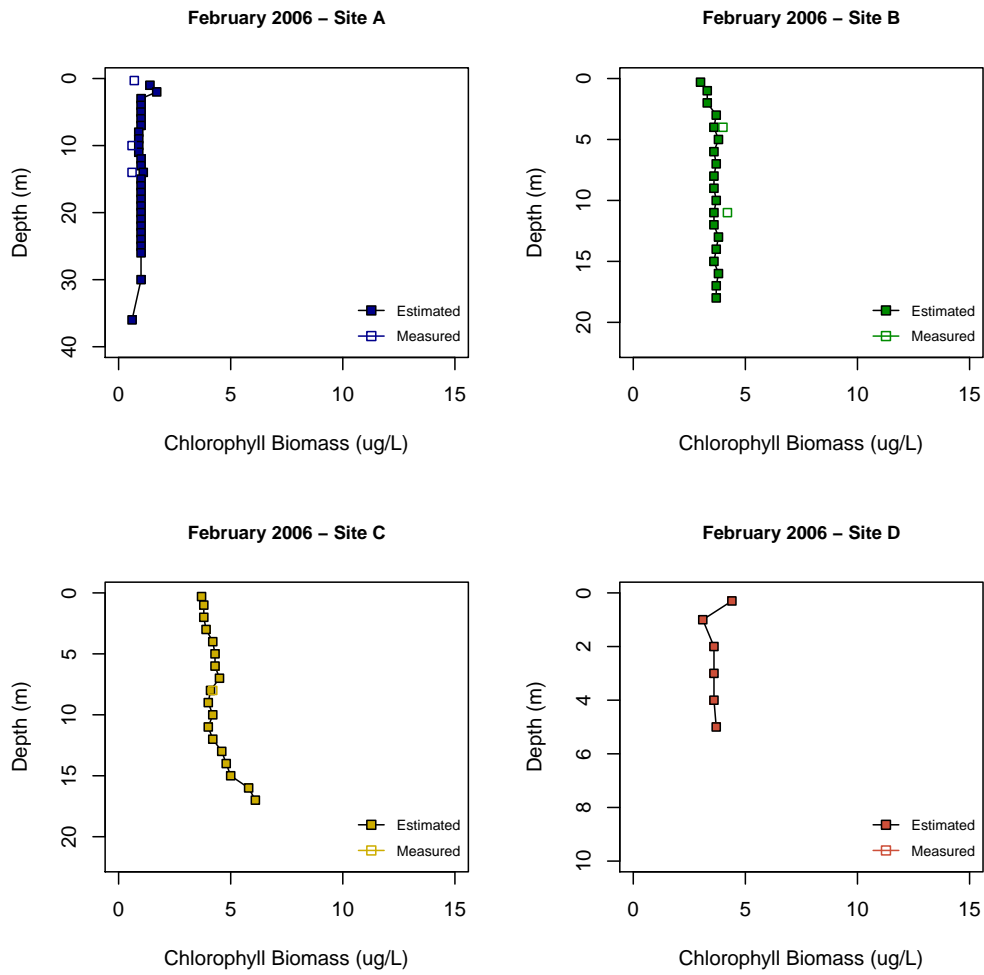 February 2006 – Site A
0
10
20
30
40
Depth (m)
Estimated
Measured
0 5 10 15
Chlorophyll Biomass (ug/L)
February 2006 – Site B
0
5
10
15
20
Depth (m)
Estimated
Measured
0 5 10 15
Chlorophyll Biomass (ug/L)
February 2006 – Site C
0
5
10
15
20
Depth (m)
Estimated
Measured
0 5 10 15
Chlorophyll Biomass (ug/L)
February 2006 – Site D
0
2
4
6
8
10
Depth (m)
Estimated
Measured
0 5 10 15
Chlorophyll Biomass (ug/L)